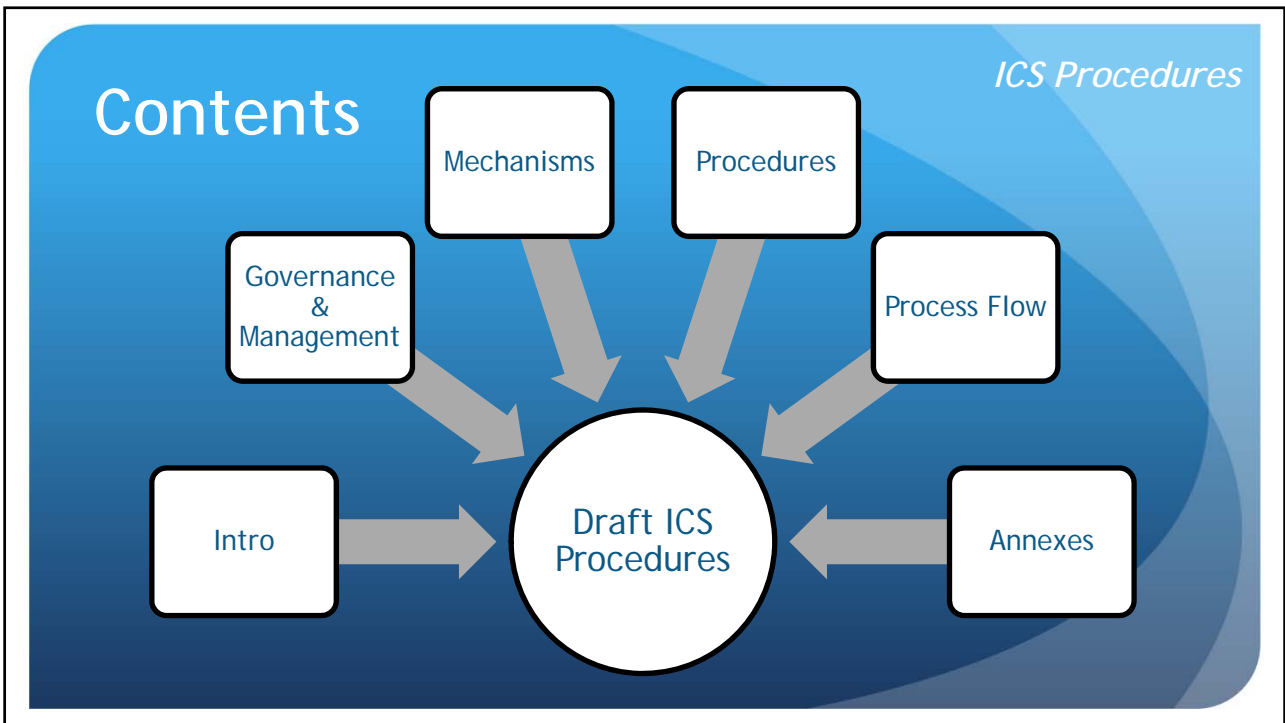 ICS Procedures
Contents
Mechanisms
Procedures
Governance
&
Management
Process Flow
Intro
Draft ICS
Procedures
Annexes